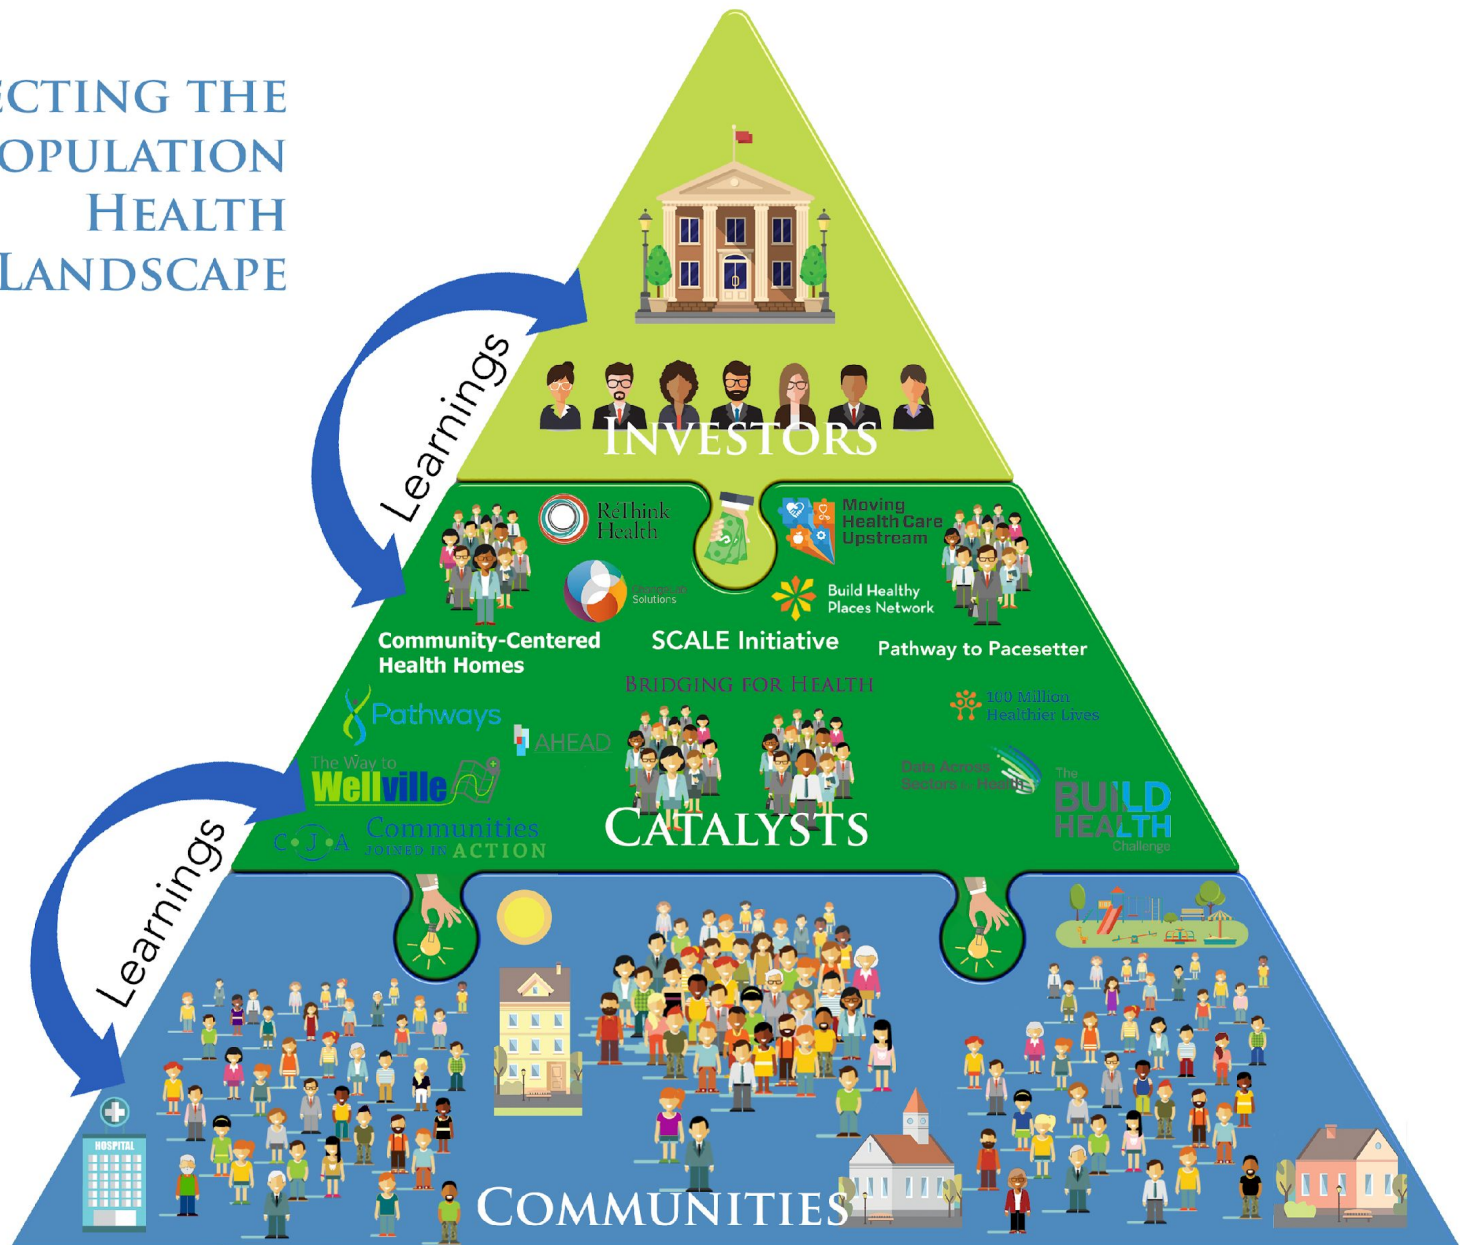 ECTING THE
OPULATION
HEALTH
LANDSCAPE
Learnings
INVESTORS
ReThink
Health
Moving
Health Care
Upstream
ChangeLab
Solutions
Build Healthy
Places Network
Community-Centered
Health Homes
SCALE Initiative
Pathway to Pacesetter
BRIDGING FOR HEALTH
Pathways
100 Million
Healthier Lives
AHEAD
The Way to
Wellville
Data Across
Sectors for Health
The
BUILD
HEALTH
Challenge
CATALYSTS
C J A
Communities
JOINED IN ACTION
Learnings
HOSPITAL
COMMUNITIES